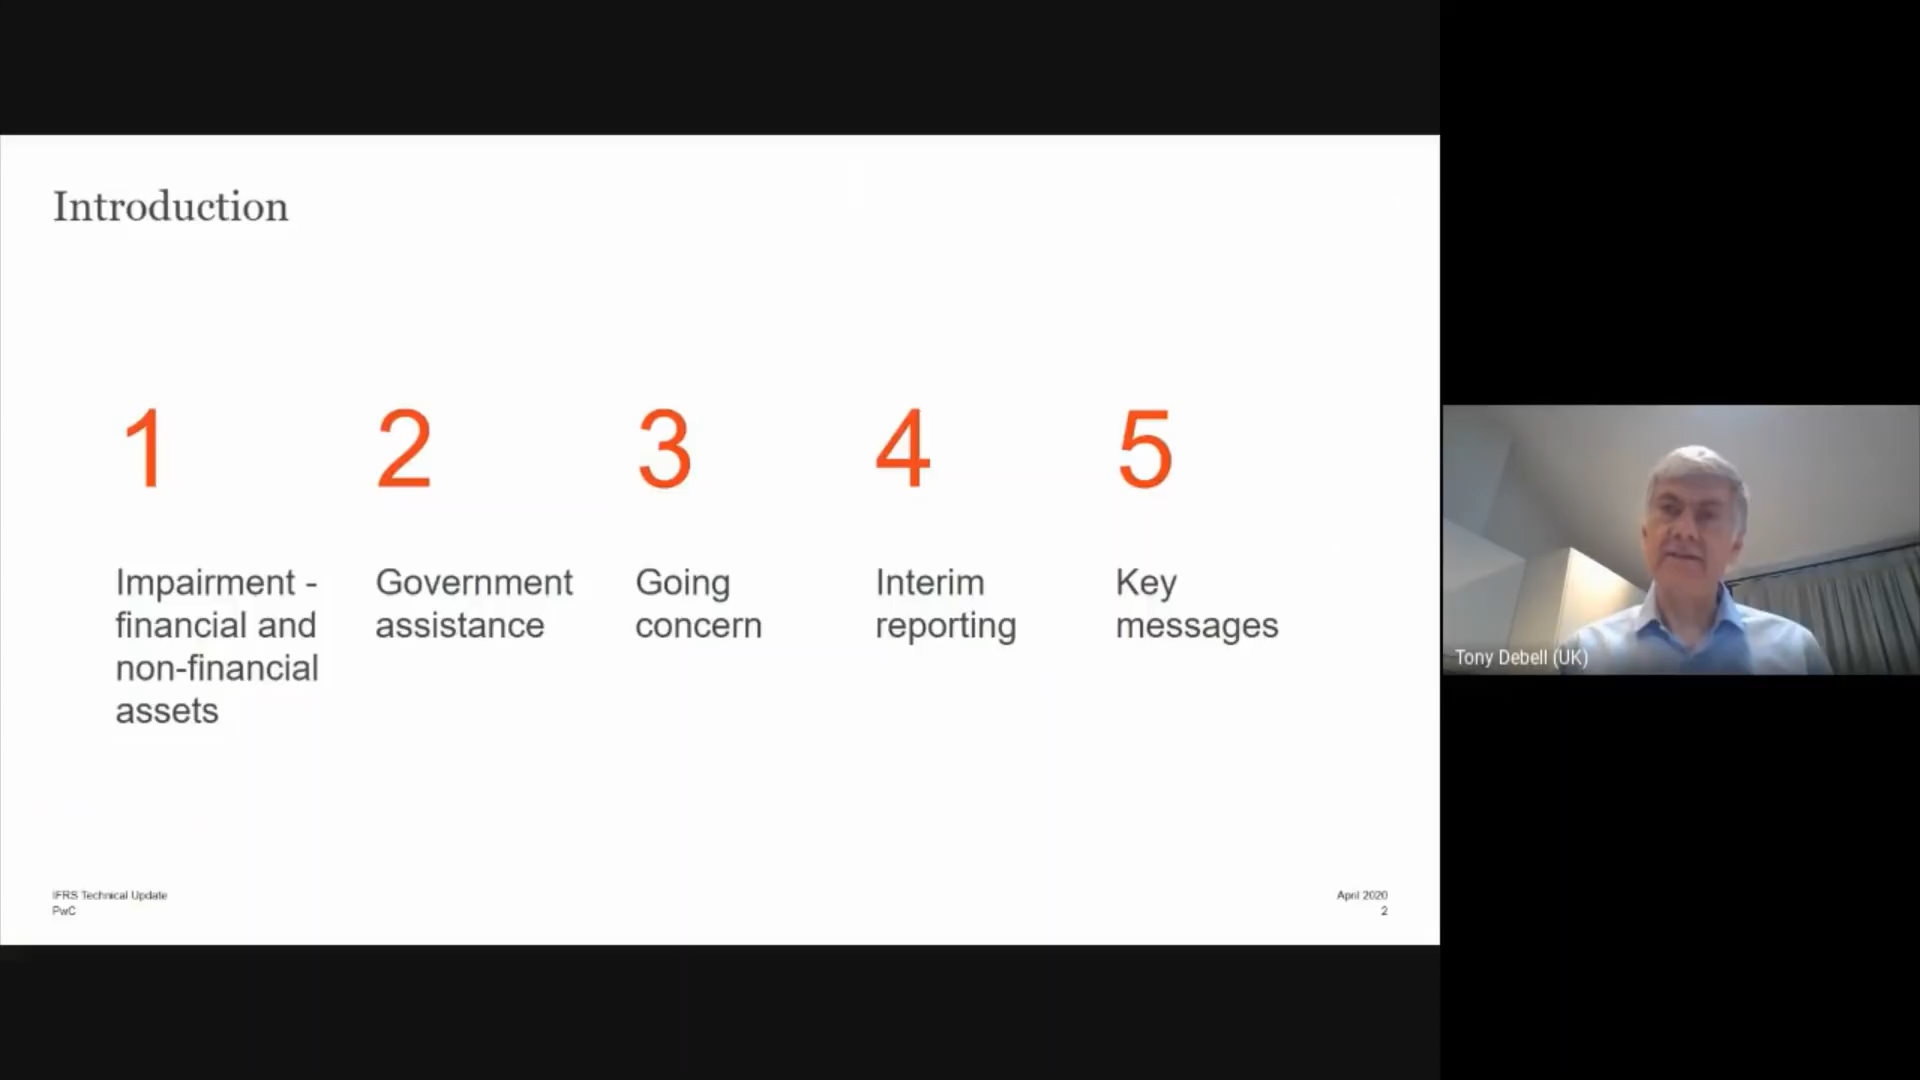 Introduction
1
2
3
4
5
Impairment -
financial and
non-financial
assets
Government
assistance
Going
concern
Interim
reporting
Key
messages
IFRS Technical Update
PwC
April 2020
2
Tony Debell (UK)